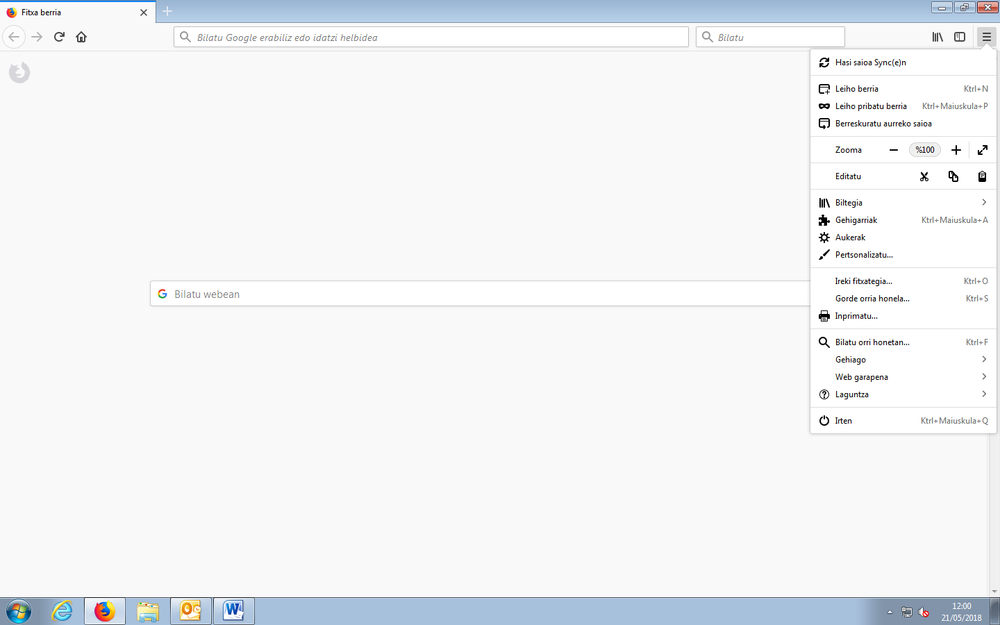 Fitxa berria
Bilatu Google erabiliz edo idatzi helbidea
Bilatu
Hasi saioa Sync(e)n
Leiho berria Ktrl+N
Leiho pribatu berria Ktrl+Maiuskula+P
Berreskuratu aurreko saioa
Zooma %100
Editatu
Biltegia
Gehigarriak Ktrl+Maiuskula+A
Aukerak
Pertsonalizatu...
Bilatu webean
Ireki fitxategia... Ktrl+O
Gorde orria honela... Ktrl+S
Inprimatu...
Bilatu orri honetan... Ktrl+F
Gehiago
Web garapena
Laguntza
Irten Ktrl+Maiuskula+Q
12:00
21/05/2018